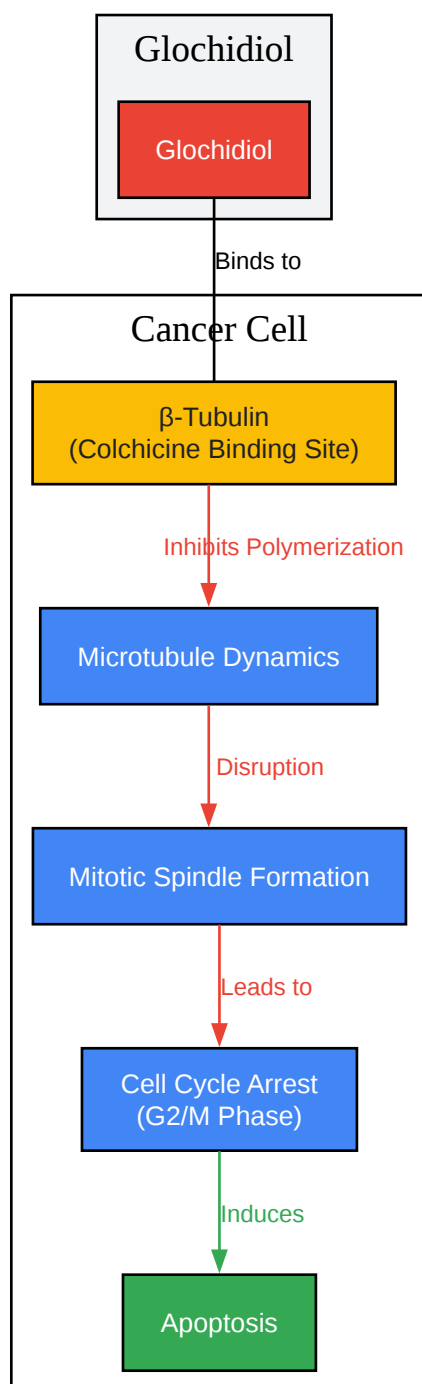 Glochidiol
Glochidiol
Binds to
Cancer Cell
β-Tubulin
(Colchicine Binding Site)
Inhibits Polymerization
Microtubule Dynamics
Disruption
Mitotic Spindle Formation
Leads to
Cell Cycle Arrest
(G2/M Phase)
Induces
Apoptosis